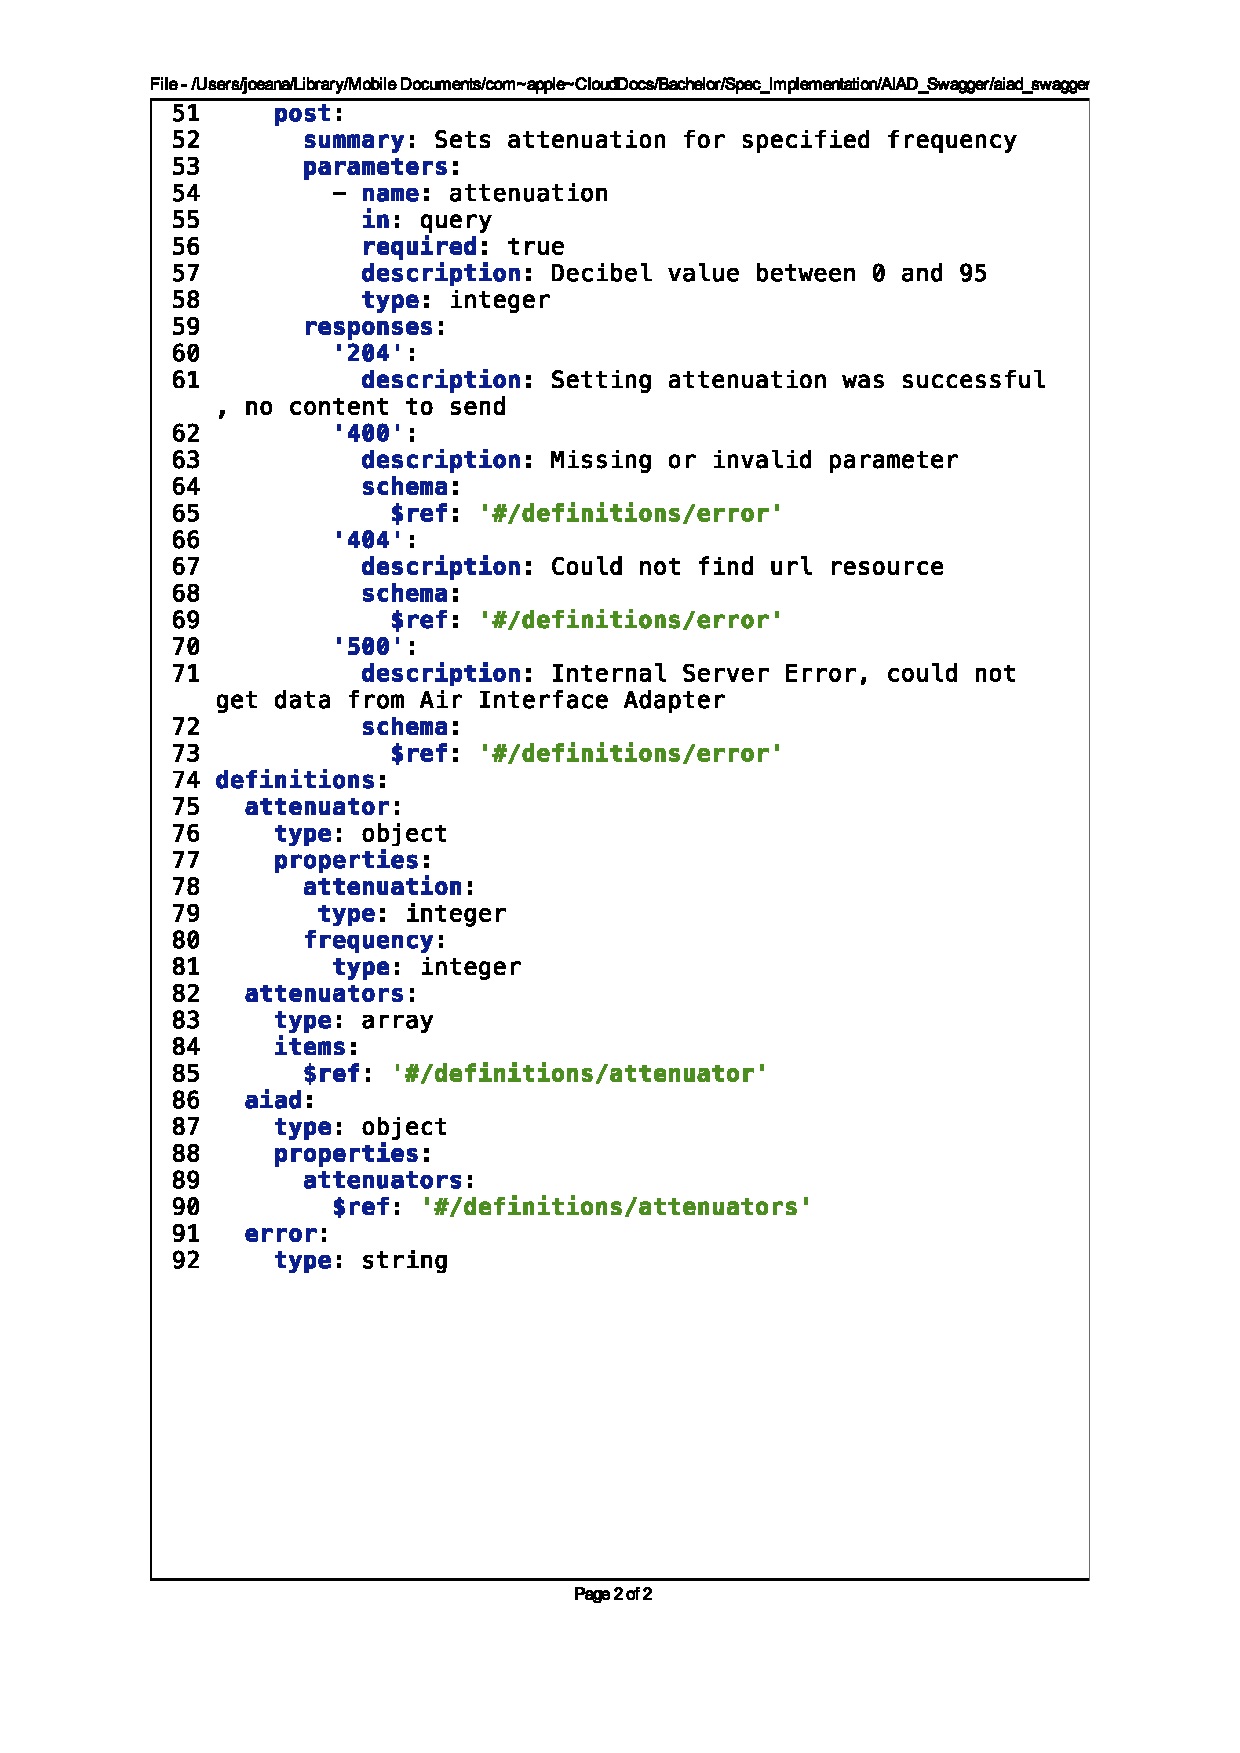 File - /Users/joeana/Library/Mobile Documents/com~apple~CloudDocs/Bachelor/Spec_Implementation/AIAD_Swagger/aiad_swagger
51     post:
52       summary: Sets attenuation for specified frequency
53       parameters:
54         - name: attenuation
55           in: query
56           required: true
57           description: Decibel value between 0 and 95
58           type: integer
59       responses:
60         '204':
61           description: Setting attenuation was successful
   , no content to send
62         '400':
63           description: Missing or invalid parameter
64           schema:
65             $ref: '#/definitions/error'
66         '404':
67           description: Could not find url resource
68           schema:
69             $ref: '#/definitions/error'
70         '500':
71           description: Internal Server Error, could not
   get data from Air Interface Adapter
72           schema:
73             $ref: '#/definitions/error'
74 definitions:
75   attenuator:
76     type: object
77     properties:
78       attenuation:
79        type: integer
80       frequency:
81         type: integer
82   attenuators:
83     type: array
84     items:
85       $ref: '#/definitions/attenuator'
86   aiad:
87     type: object
88     properties:
89       attenuators:
90         $ref: '#/definitions/attenuators'
91   error:
92     type: string
Page 2 of 2